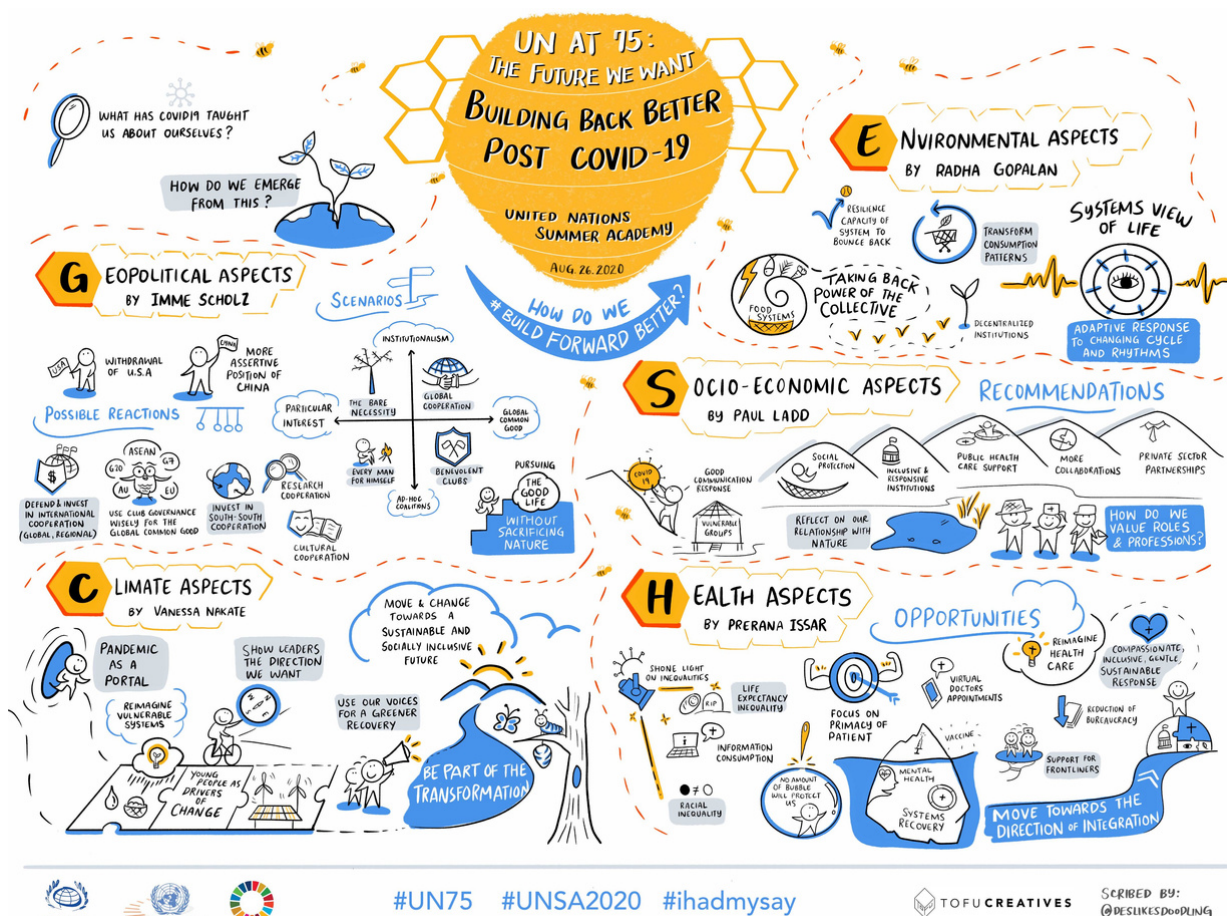 UN AT 75:
THE FUTURE WE WANT
BUILDING BACK BETTER
POST COVID-19
UNITED NATIONS
SUMMER ACADEMY
AUG. 26. 2020
HOW DO WE
#BUILD FORWARD BETTER?
WHAT HAS COVID19 TAUGHT
US ABOUT OURSELVES?
HOW DO WE EMERGE
FROM THIS?
GEOPOLITICAL ASPECTS
BY IMME SCHOLZ
SCENARIOS
USA
WITHDRAWAL
OF U.S.A
CHINA
MORE
ASSERTIVE
POSITION OF
CHINA
POSSIBLE REACTIONS
$
DEFEND & INVEST
IN INTERNATIONAL
COOPERATION
(GLOBAL, REGIONAL)
ASEAN
G20
G7
AU
EU
USE CLUB GOVERNANCE
WISELY FOR THE
GLOBAL COMMON GOOD
INVEST IN
SOUTH-SOUTH
COOPERATION
RESEARCH
COOPERATION
CULTURAL
COOPERATION
INSTITUTIONALISM
THE BARE
NECESSITY
GLOBAL
COOPERATION
PARTICULAR
INTEREST
GLOBAL
COMMON
GOOD
EVERY MAN
FOR HIMSELF
BENEVOLENT
CLUBS
AD-HOC
COALITIONS
PURSUING
THE GOOD
LIFE
WITHOUT
SACRIFICING
NATURE
CLIMATE ASPECTS
BY VANESSA NAKATE
PANDEMIC
AS A
PORTAL
REIMAGINE
VULNERABLE
SYSTEMS
SHOW LEADERS
THE DIRECTION
WE WANT
YOUNG
PEOPLE AS
DRIVERS
OF
CHANGE
MOVE & CHANGE
TOWARDS A
SUSTAINABLE AND
SOCIALLY INCLUSIVE
FUTURE
USE OUR VOICES
FOR A GREENER
RECOVERY
BE PART OF THE
TRANSFORMATION
ENVIRONMENTAL ASPECTS
BY RADHA GOPALAN
RESILIENCE
CAPACITY OF
SYSTEM TO
BOUNCE BACK
TRANSFORM
CONSUMPTION
PATTERNS
SYSTEMS VIEW
OF LIFE
FOOD
SYSTEMS
TAKING BACK
POWER OF THE
COLLECTIVE
DECENTRALIZED
INSTITUTIONS
ADAPTIVE RESPONSE
TO CHANGING CYCLE
AND RHYTHMS
SOCIO-ECONOMIC ASPECTS
BY PAUL LADD
RECOMMENDATIONS
COVID
19
GOOD
COMMUNICATION
RESPONSE
VULNERABLE
GROUPS
SOCIAL
PROTECTION
INCLUSIVE &
RESPONSIVE
INSTITUTIONS
PUBLIC HEALTH
CARE SUPPORT
MORE
COLLABORATIONS
PRIVATE SECTOR
PARTNERSHIPS
REFLECT ON OUR
RELATIONSHIP WITH
NATURE
HOW DO WE
VALUE ROLES
& PROFESSIONS?
HEALTH ASPECTS
BY PRERANA ISSAR
OPPORTUNITIES
SHONE LIGHT
ON INEQUALITIES
RIP
LIFE
EXPECTANCY
INEQUALITY
INFORMATION
CONSUMPTION
≠
RACIAL
INEQUALITY
FOCUS ON
PRIMACY OF
PATIENT
NO AMOUNT
OF BUBBLE
WILL PROTECT
US
VIRTUAL
DOCTORS
APPOINTMENTS
VACCINE
MENTAL
HEALTH
SYSTEMS
RECOVERY
REIMAGINE
HEALTH
CARE
COMPASSIONATE,
INCLUSIVE, GENTLE,
SUSTAINABLE
RESPONSE
REDUCTION OF
BUREAUCRACY
SUPPORT FOR
FRONTLINERS
MOVE TOWARDS THE
DIRECTION OF INTEGRATION
#UN75 #UNSA2020 #ihadmysay
TOFUCREATIVES
SCRIBED BY:
@DESLIKESDOODLING